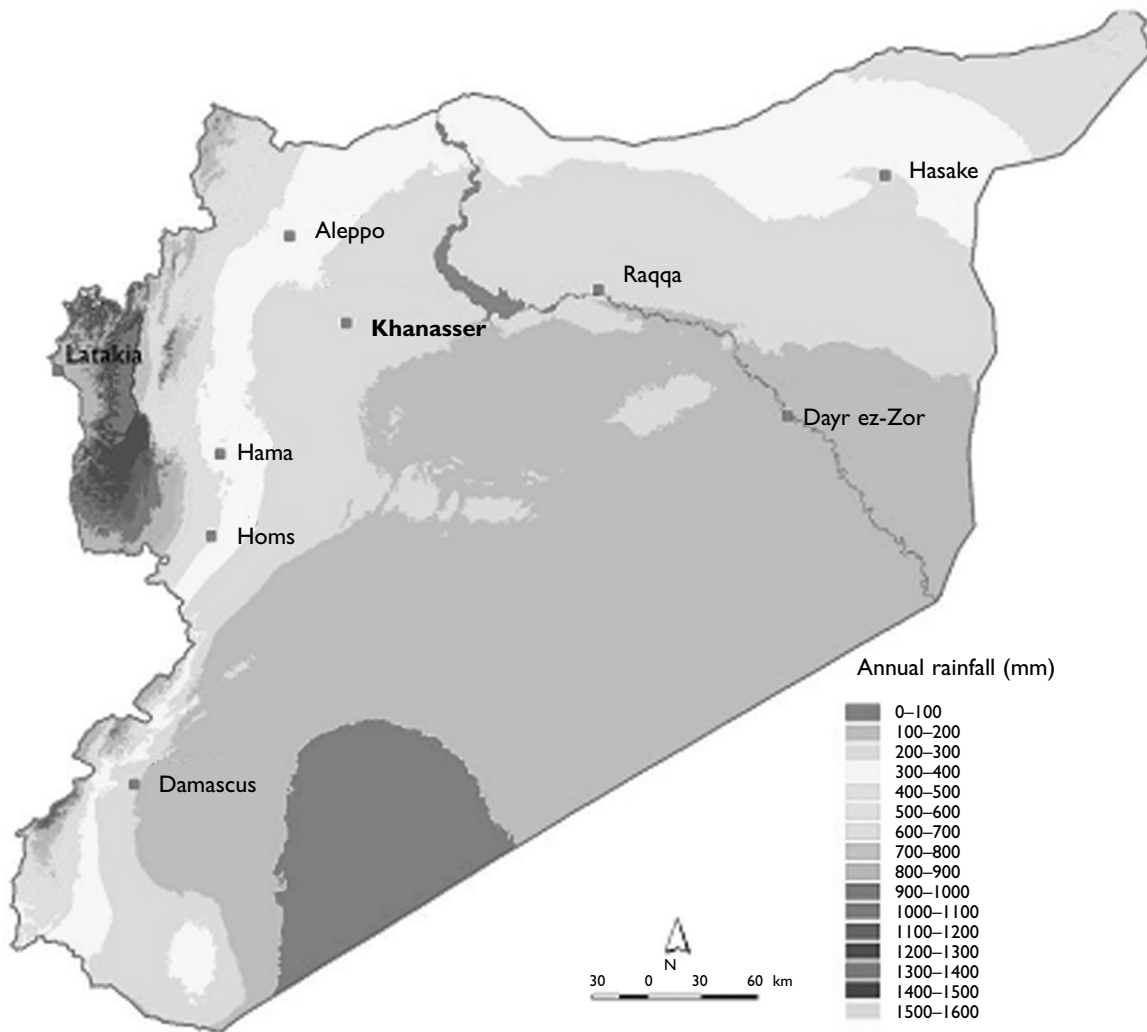 Hasake
Aleppo
Raqqa
Khanasser
Latakia
Dayr ez-Zor
Hama
Homs
Annual rainfall (mm)
0–100
100–200
200–300
300–400
400–500
500–600
600–700
700–800
800–900
900–1000
1000–1100
1100–1200
1200–1300
1300–1400
1400–1500
1500–1600
Damascus
N
30 0 30 60 km